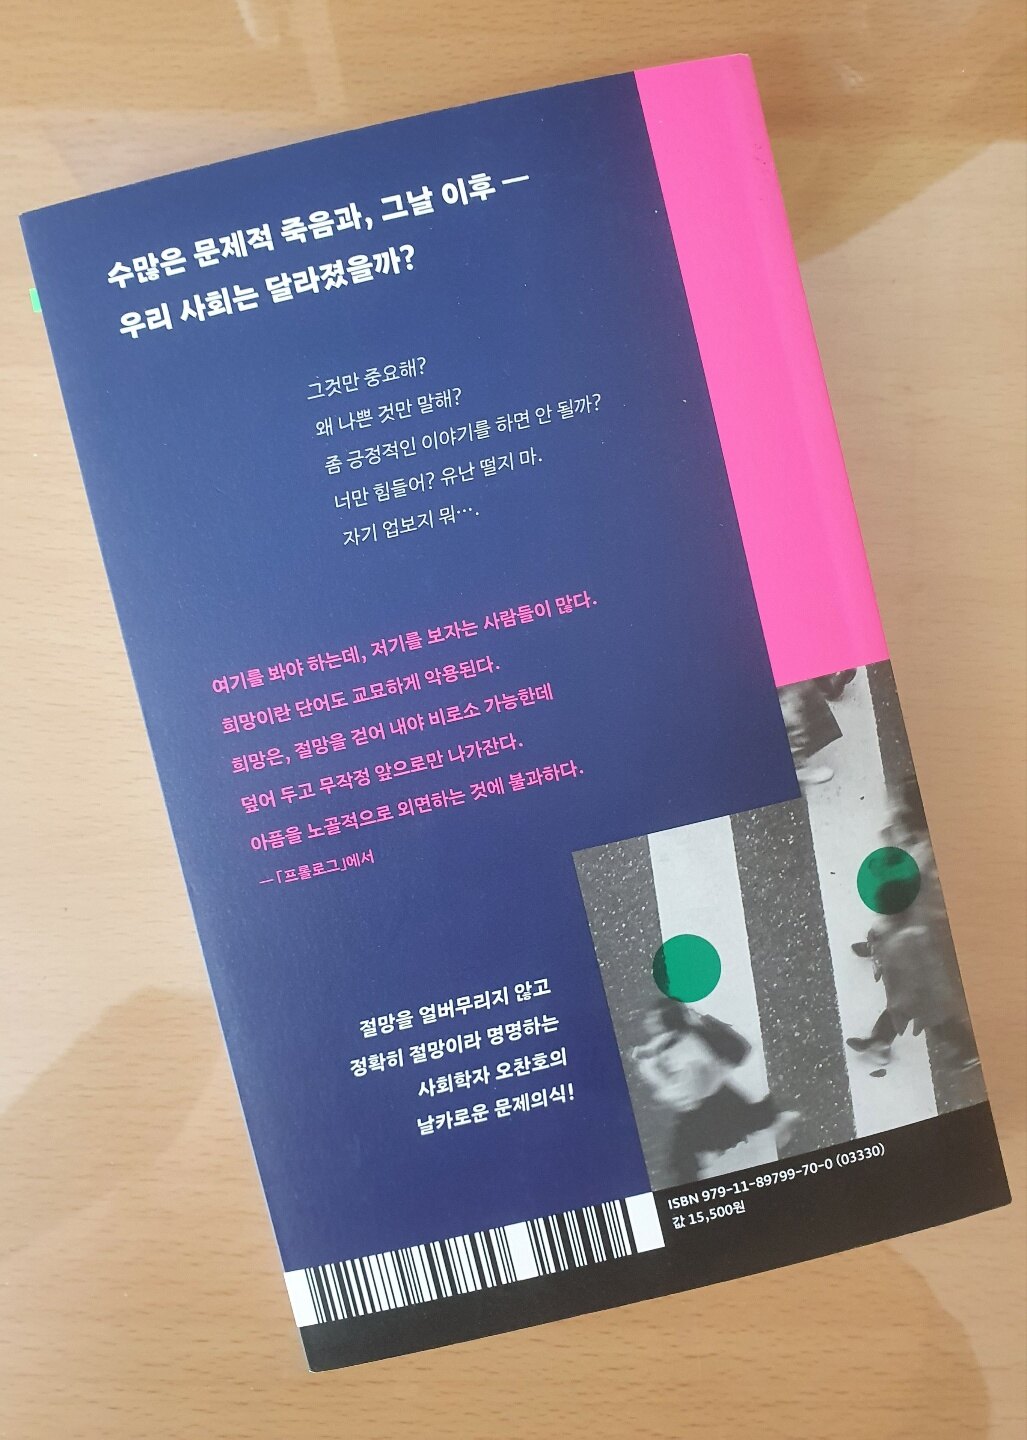 수많은 문제적 죽음과, 그날 이후 —
우리 사회는 달라졌을까?
그것만 중요해?
왜 나쁜 것만 말해?
좀 긍정적인 이야기를 하면 안 될까?
너만 힘들어? 유난 떨지 마.
자기 업보지 뭐….
여기를 봐야 하는데, 저기를 보자는 사람들이 많다.
희망이란 단어도 교묘하게 악용된다.
희망은, 절망을 걷어 내야 비로소 가능한데
덮어 두고 무작정 앞으로만 나가잔다.
아픔을 노골적으로 외면하는 것에 불과하다.
—「프롤로그」에서
절망을 얼버무리지 않고
정확히 절망이라 명명하는
사회학자 오찬호의
날카로운 문제의식!
ISBN 979-11-89799-70-0 (03330)
값 15,500원